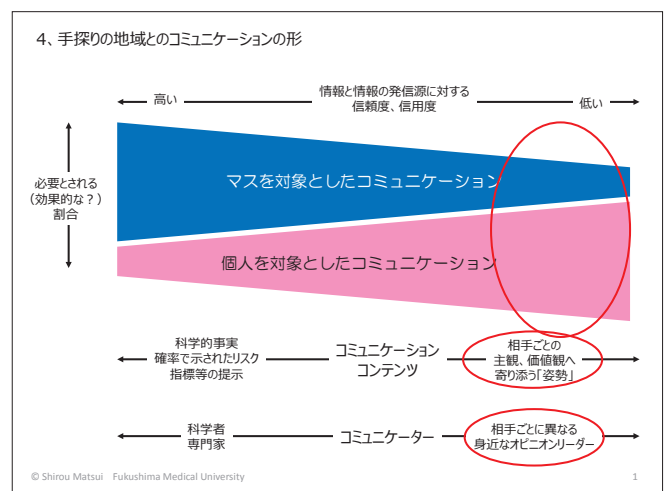 4、手探りの地域とのコミュニケーションの形
高い
情報と情報の発信源に対する
信頼度、信用度
低い
必要とされる
(効果的な？)
割合
マスを対象としたコミュニケーション
個人を対象としたコミュニケーション
科学的事実
確率で示されたリスク
指標等の提示
コミュニケーション
コンテンツ
相手ごとの
主観、価値観へ
寄り添う「姿勢」
科学者
専門家
コミュニケーター
相手ごとに異なる
身近なオピニオンリーダー
© Shirou Matsui Fukushima Medical University
1